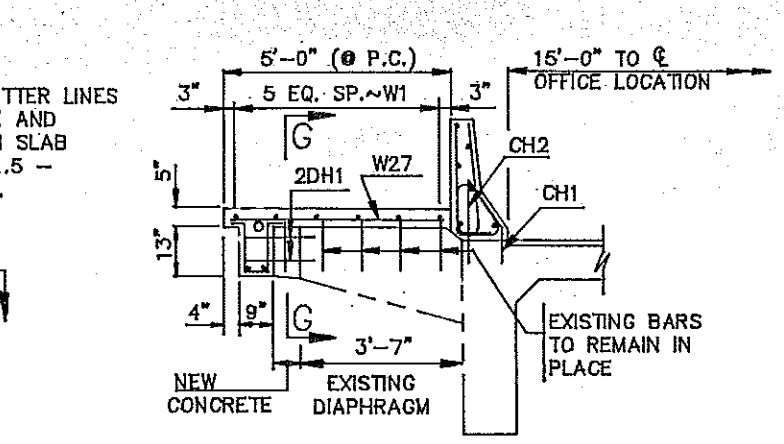 5'-0" (@ P.C.)
15'-0" TO ℄
OFFICE LOCATION
TTER LINES
AND
SLAB
.5 -
3"
5 EQ. SP.~W1
3"
G
CH2
5"
2DH1
W27
CH1
13"
4"
9"
G
3'-7"
EXISTING BARS
TO REMAIN IN
PLACE
NEW
CONCRETE
EXISTING
DIAPHRAGM